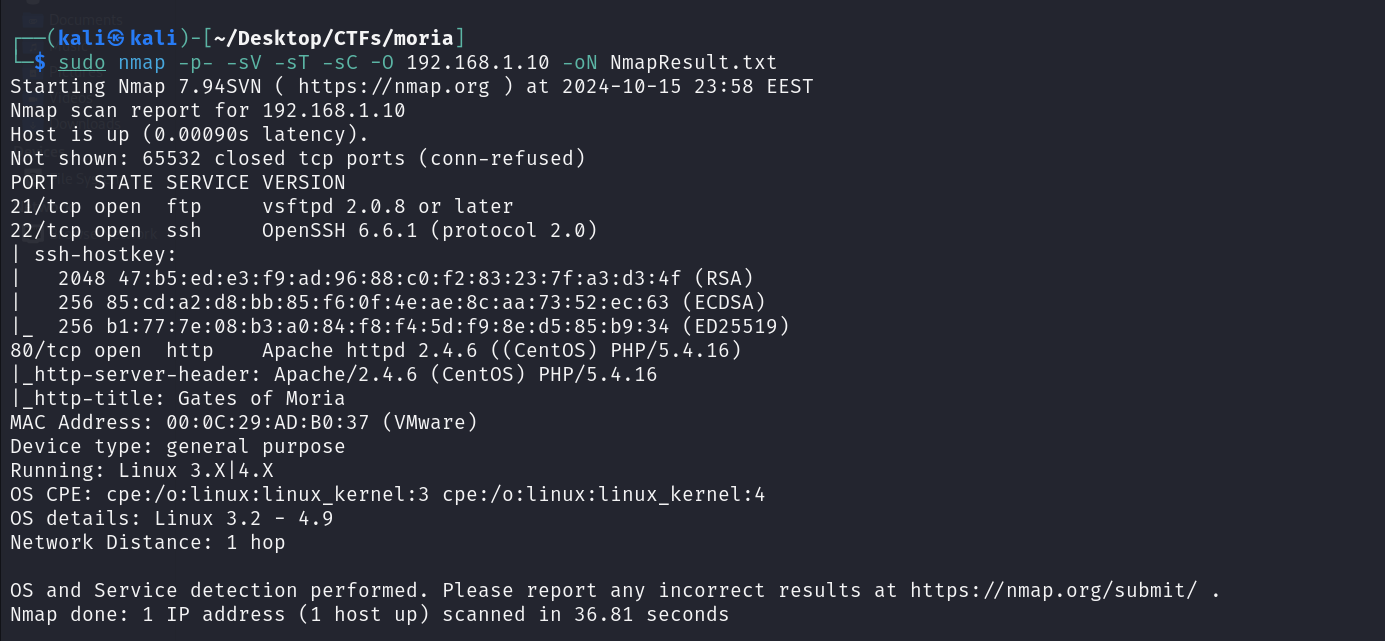 Documents
┌──(kali㉿kali)-[~/Desktop/CTFs/moria]
└─$ sudo nmap -p- -sV -sT -sC -O 192.168.1.10 -oN NmapResult.txt
Starting Nmap 7.94SVN ( https://nmap.org ) at 2024-10-15 23:58 EEST
Nmap scan report for 192.168.1.10
Host is up (0.00090s latency).
Not shown: 65532 closed tcp ports (conn-refused)
PORT   STATE SERVICE VERSION
21/tcp open  ftp     vsftpd 2.0.8 or later
22/tcp open  ssh     OpenSSH 6.6.1 (protocol 2.0)
| ssh-hostkey:
|   2048 47:b5:ed:e3:f9:ad:96:88:c0:f2:83:23:7f:a3:d3:4f (RSA)
|   256 85:cd:a2:d8:bb:85:f6:0f:4e:ae:8c:aa:73:52:ec:63 (ECDSA)
|_  256 b1:77:7e:08:b3:a0:84:f8:f4:5d:f9:8e:d5:85:b9:34 (ED25519)
80/tcp open  http    Apache httpd 2.4.6 ((CentOS) PHP/5.4.16)
|_http-server-header: Apache/2.4.6 (CentOS) PHP/5.4.16
|_http-title: Gates of Moria
MAC Address: 00:0C:29:AD:B0:37 (VMware)
Device type: general purpose
Running: Linux 3.X|4.X
OS CPE: cpe:/o:linux:linux_kernel:3 cpe:/o:linux:linux_kernel:4
OS details: Linux 3.2 - 4.9
Network Distance: 1 hop
OS and Service detection performed. Please report any incorrect results at https://nmap.org/submit/ .
Nmap done: 1 IP address (1 host up) scanned in 36.81 seconds